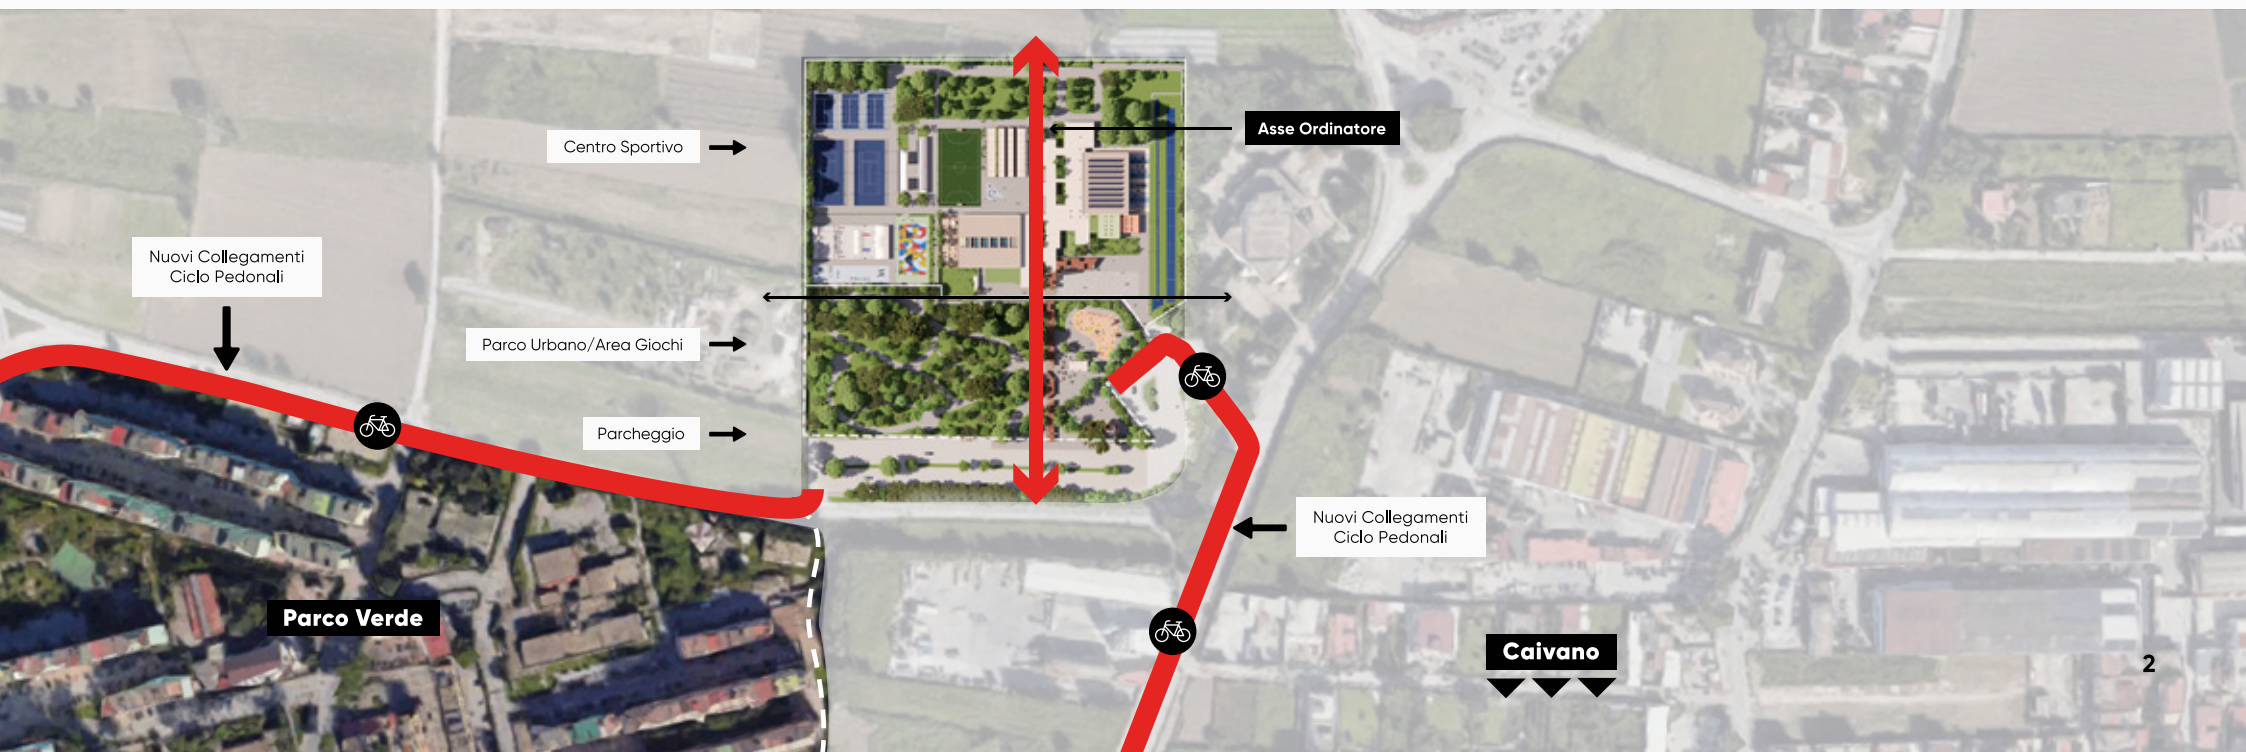 Asse Ordinatore
Centro Sportivo
Nuovi Collegamenti
Ciclo Pedonali
Parco Urbano/Area Giochi
Parcheggio
Nuovi Collegamenti
Ciclo Pedonali
Parco Verde
Caivano
2